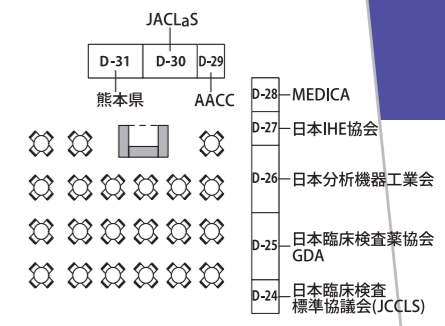 JACLaS
D-31 D-30 D-29
熊本県 AACC
D-28 MEDICA
D-27 日本IHE協会
D-26 日本分析機器工業会
D-25 日本臨床検査薬協会
GDA
D-24 日本臨床検査
標準協議会(JCCLS)